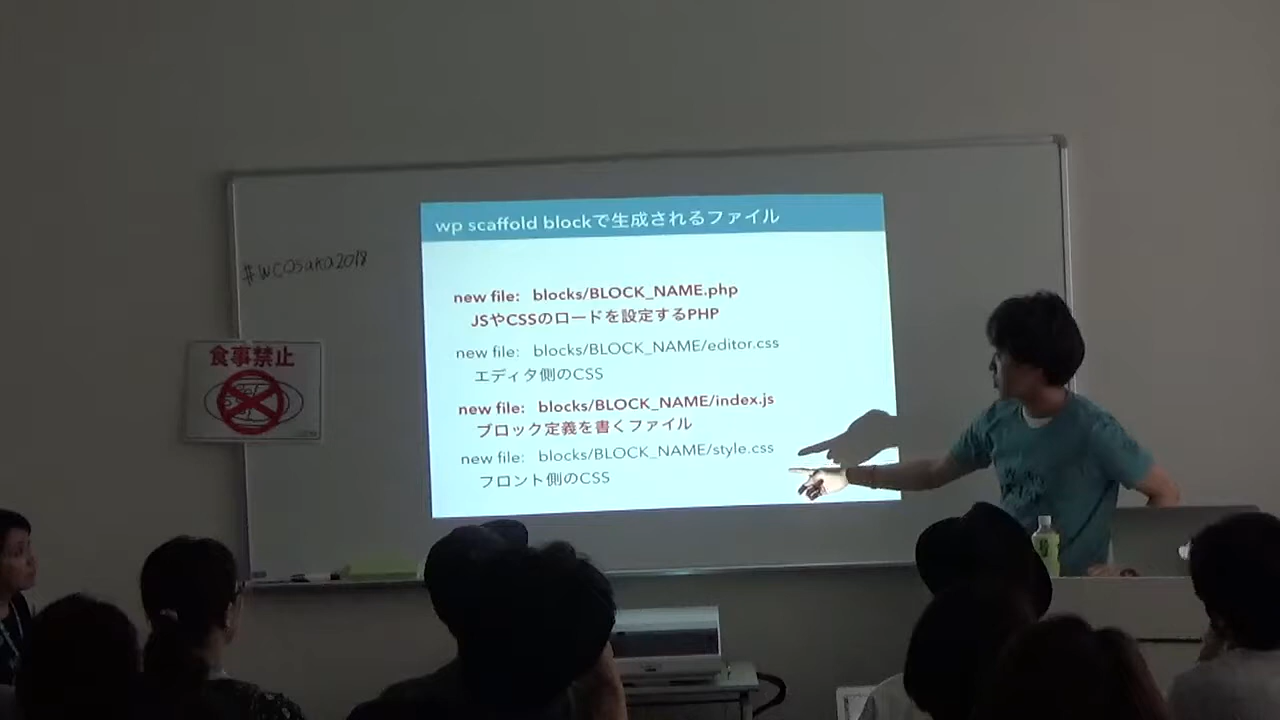 wp scaffold blockで生成されるファイル
#WCOsaka2018
new file: blocks/BLOCK_NAME.php
JSやCSSのロードを設定するPHP
new file: blocks/BLOCK_NAME/editor.css
エディタ側のCSS
new file: blocks/BLOCK_NAME/index.js
ブロック定義を書くファイル
new file: blocks/BLOCK_NAME/style.css
フロント側のCSS
食事禁止